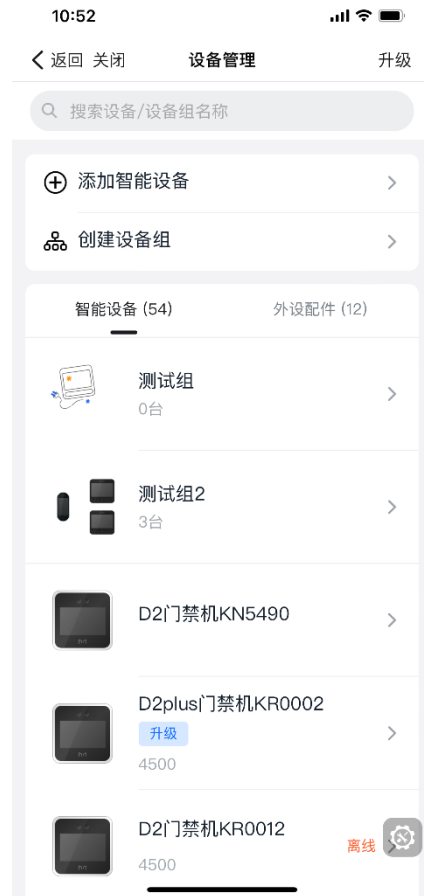 10:52
返回 关闭 设备管理 升级
搜索设备/设备组名称
添加智能设备
创建设备组
智能设备 (54) 外设配件 (12)
测试组
0台
测试组2
3台
D2门禁机KN5490
D2plus门禁机KR0002
升级
4500
D2门禁机KR0012
离线
4500